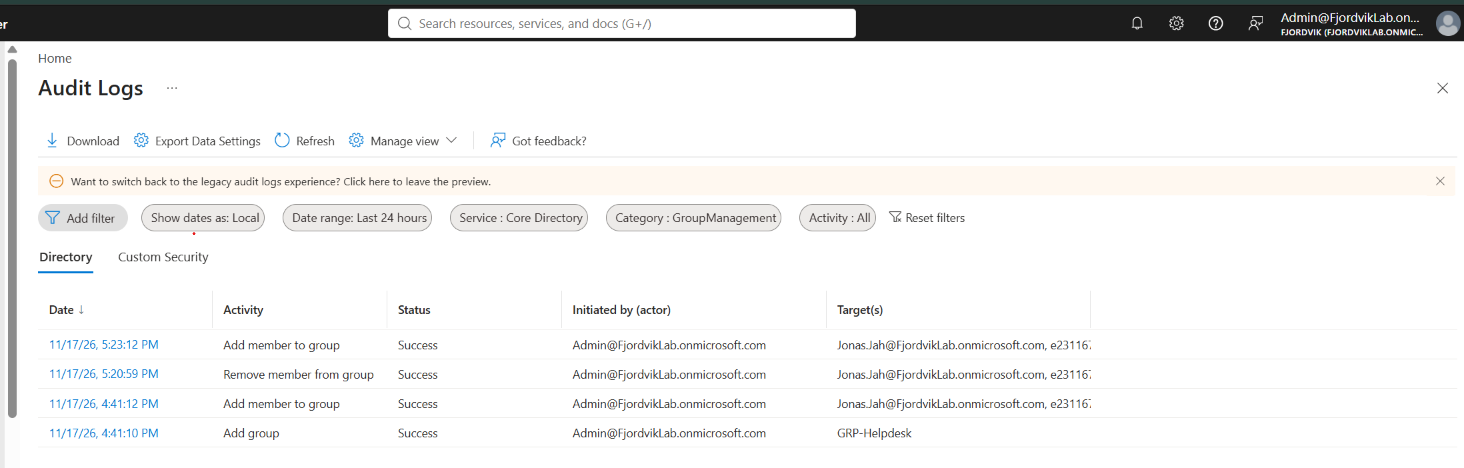 er
Search resources, services, and docs (G+/)
Admin@FjordvikLab.on...
FJORDVIK (FJORDVIKLAB.ONMIC...
Home
Audit Logs ...
Download Export Data Settings Refresh Manage view Got feedback?
Want to switch back to the legacy audit logs experience? Click here to leave the preview.
Add filter Show dates as: Local Date range: Last 24 hours Service : Core Directory Category : GroupManagement Activity : All Reset filters
Directory Custom Security
Date ↓ Activity Status Initiated by (actor) Target(s)
11/17/26, 5:23:12 PM Add member to group Success Admin@FjordvikLab.onmicrosoft.com Jonas.Jah@FjordvikLab.onmicrosoft.com, e231167
11/17/26, 5:20:59 PM Remove member from group Success Admin@FjordvikLab.onmicrosoft.com Jonas.Jah@FjordvikLab.onmicrosoft.com, e231167
11/17/26, 4:41:12 PM Add member to group Success Admin@FjordvikLab.onmicrosoft.com Jonas.Jah@FjordvikLab.onmicrosoft.com, e231167
11/17/26, 4:41:10 PM Add group Success Admin@FjordvikLab.onmicrosoft.com GRP-Helpdesk